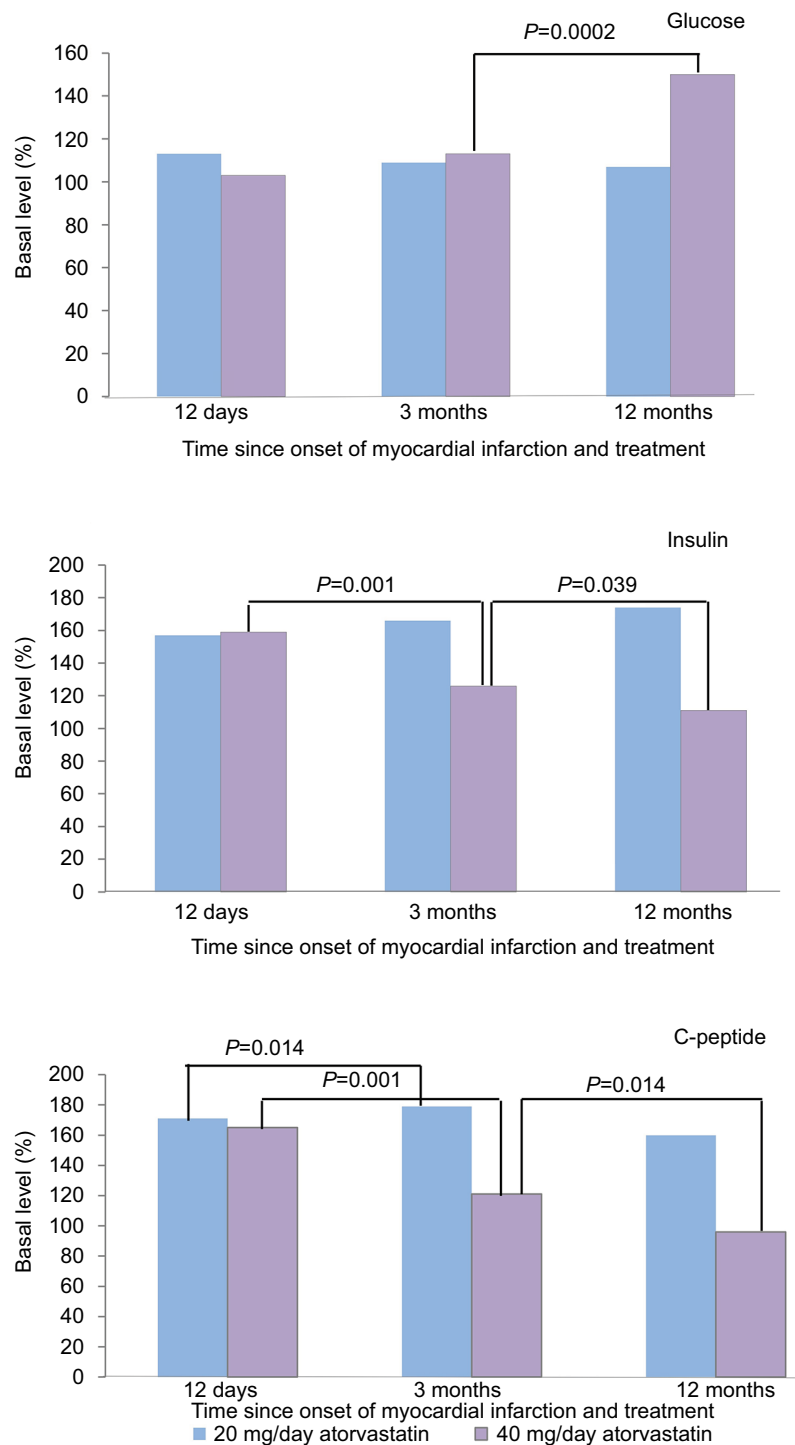 Glucose
P=0.0002
Basal level (%)
160
140
120
100
80
60
40
20
0
12 days 3 months 12 months
Time since onset of myocardial infarction and treatment
Insulin
P=0.001 P=0.039
Basal level (%)
200
180
160
140
120
100
80
60
40
20
0
12 days 3 months 12 months
Time since onset of myocardial infarction and treatment
C-peptide
P=0.014
P=0.001 P=0.014
Basal level (%)
200
180
160
140
120
100
80
60
40
20
0
12 days 3 months 12 months
Time since onset of myocardial infarction and treatment
20 mg/day atorvastatin 40 mg/day atorvastatin